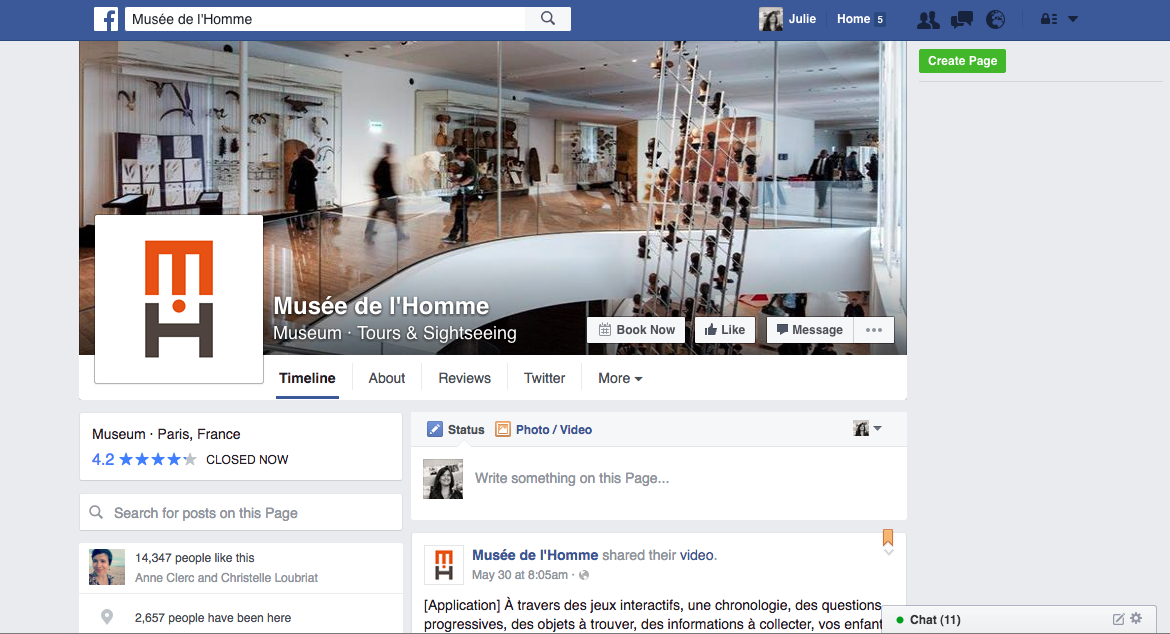 Musée de l'Homme
Julie
Home 5
Create Page
Musée de l'Homme
Museum · Tours & Sightseeing
Book Now
Like
Message
Timeline
About
Reviews
Twitter
More
Museum · Paris, France
4.2 CLOSED NOW
Search for posts on this Page
14,347 people like this
Anne Clerc and Christelle Loubriat
2,657 people have been here
Status
Photo / Video
Write something on this Page...
Musée de l'Homme shared their video.
May 30 at 8:05am ·
[Application] À travers des jeux interactifs, une chronologie, des questions
progressives, des objets à trouver, des informations à collecter, vos enfant
Chat (11)